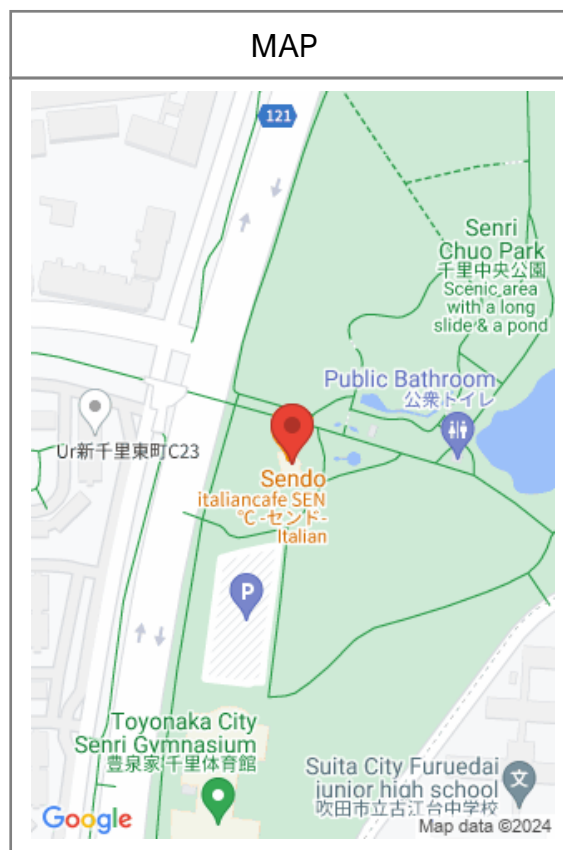 MAP
121
Senri
Chuo Park
千里中央公園
Scenic area
with a long
slide & a pond
Public Bathroom
公衆トイレ
Ur新千里東町C23
Sendo
italiancafe SEN
℃ -センド-
Italian
P
Toyonaka City
Senri Gymnasium
豊泉家 千里体育館
Suita City Furuedai
junior high school
吹田市立古江台中学校
文
Google
Map data ©2024